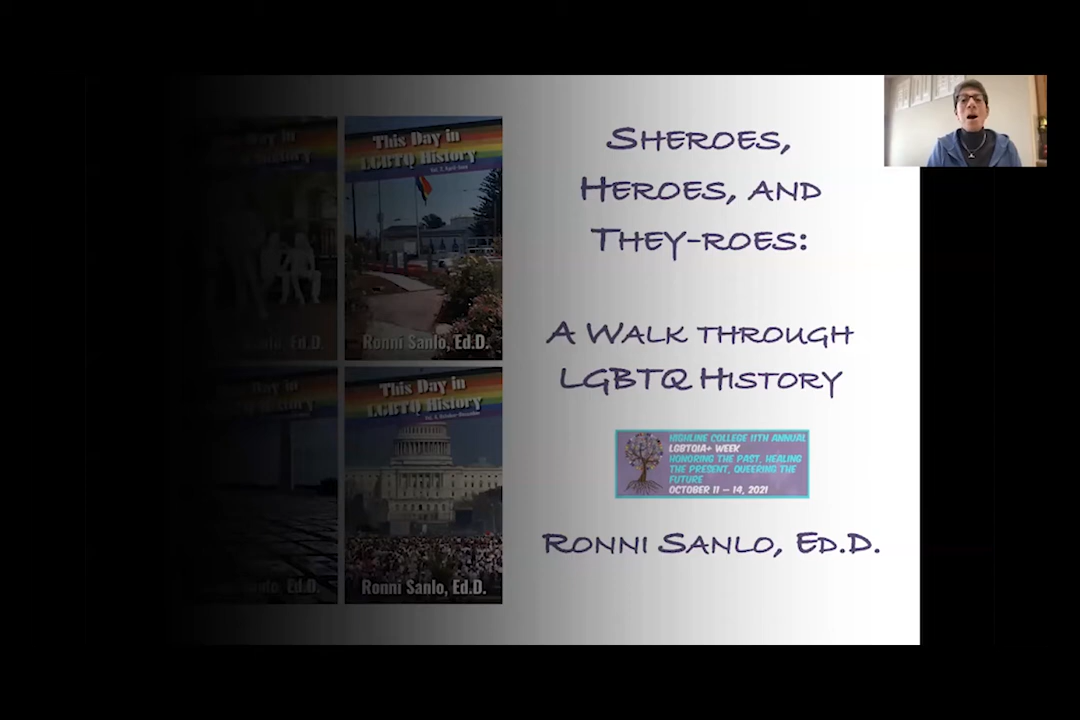 This Day in
LGBTQ History
Ronni Sanlo, Ed.D.
This Day in
LGBTQ History
Ronni Sanlo, Ed.D.
SHEROES,
HEROES, AND
THEY-ROES:
A WALK THROUGH
LGBTQ HISTORY
HIGHLINE COLLEGE 11TH ANNUAL
LGBTQIA+ WEEK
HONORING THE PAST, HEALING
THE PRESENT, QUEERING THE
FUTURE
OCTOBER 11 – 14, 2021
RONNI SANLO, ED.D.